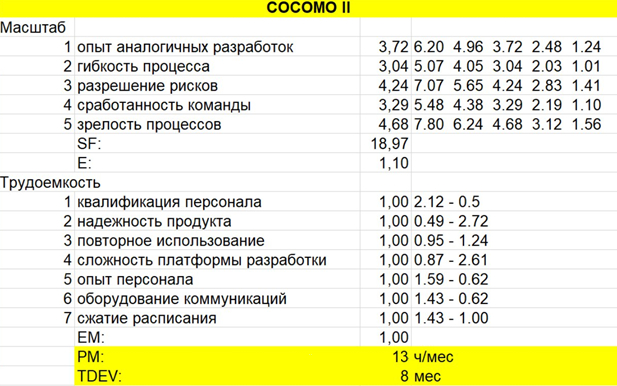 COCOMO II
Масштаб
1 опыт аналогичных разработок 3,72 6.20 4.96 3.72 2.48 1.24
2 гибкость процесса 3,04 5.07 4.05 3.04 2.03 1.01
3 разрешение рисков 4,24 7.07 5.65 4.24 2.83 1.41
4 сработанность команды 3,29 5.48 4.38 3.29 2.19 1.10
5 зрелость процессов 4,68 7.80 6.24 4.68 3.12 1.56
SF: 18,97
E: 1,10
Трудоемкость
1 квалификация персонала 1,00 2.12 - 0.5
2 надежность продукта 1,00 0.49 - 2.72
3 повторное использование 1,00 0.95 - 1.24
4 сложность платформы разработки 1,00 0.87 - 2.61
5 опыт персонала 1,00 1.59 - 0.62
6 оборудование коммуникаций 1,00 1.43 - 0.62
7 сжатие расписания 1,00 1.43 - 1.00
EM: 1,00
PM: 13 ч/мес
TDEV: 8 мес